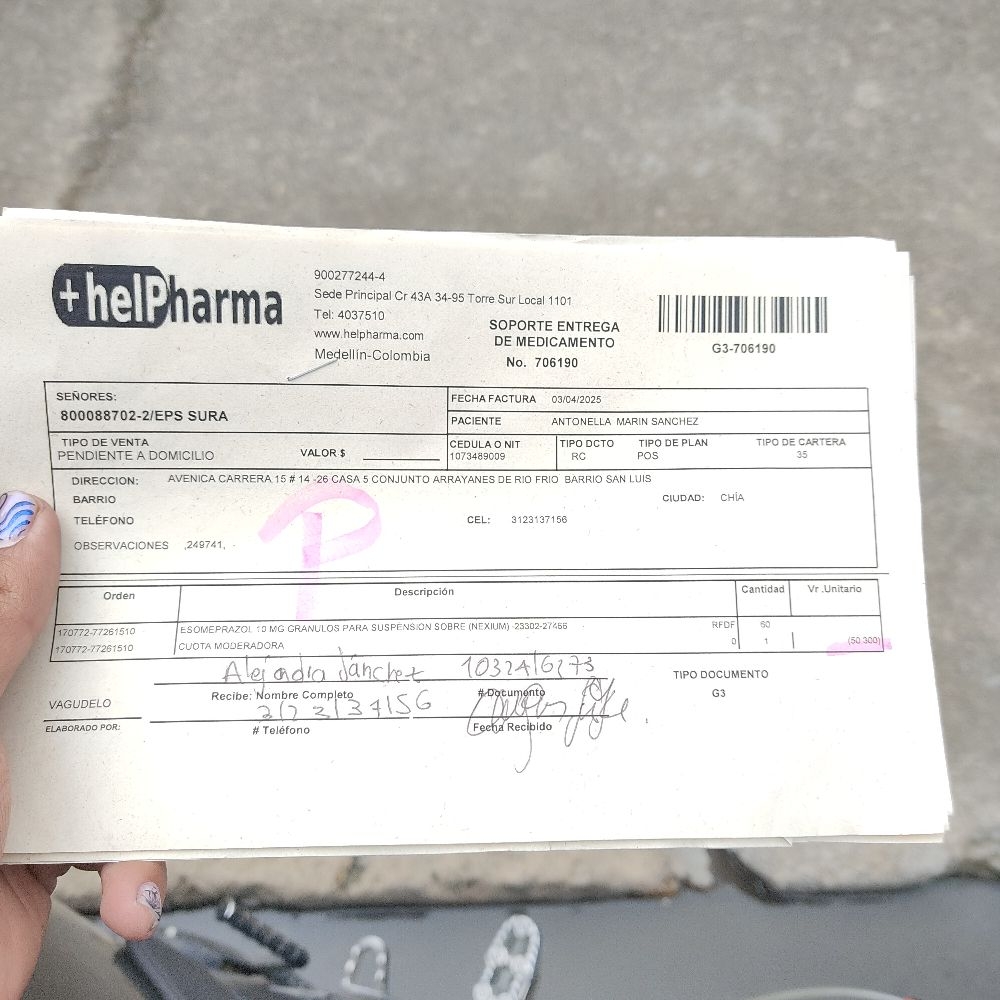 +helPharma
900277244-4
Sede Principal Cr 43A 34-95 Torre Sur Local 1101
Tel: 4037510
www.helpharma.com
Medellín-Colombia
SOPORTE ENTREGA
DE MEDICAMENTO
No. 706190
G3-706190
SEÑORES:
800088702-2/EPS SURA
FECHA FACTURA 03/04/2025
PACIENTE ANTONELLA MARIN SANCHEZ
TIPO DE VENTA
PENDIENTE A DOMICILIO
VALOR $
CEDULA O NIT
1073489009
TIPO DCTO
RC
TIPO DE PLAN
POS
TIPO DE CARTERA
35
DIRECCION: AVENICA CARRERA 15 # 14 -26 CASA 5 CONJUNTO ARRAYANES DE RIO FRIO BARRIO SAN LUIS
BARRIO
CIUDAD: CHÍA
TELÉFONO
CEL: 3123137156
OBSERVACIONES ,249741, -
P
Orden Descripción Cantidad Vr .Unitario
170772-77261510 ESOMEPRAZOL 10 MG GRANULOS PARA SUSPENSION SOBRE (NEXIUM) -23302-27466 RFDF 60
170772-77261510 CUOTA MODERADORA 0 1 (50.300)
Alejandra Sánchez
Recibe: Nombre Completo
# Documento
TIPO DOCUMENTO
G3
VAGUDELO
ELABORADO POR:
# Teléfono
Fecha Recibido